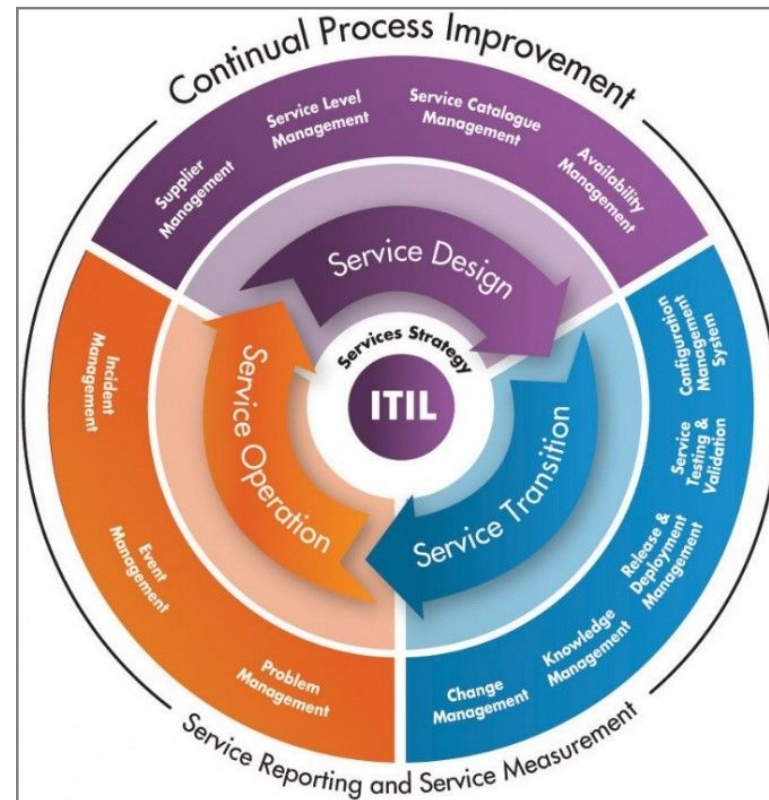 Continual Process Improvement
Supplier
Management
Service Level
Management
Service Catalogue
Management
Availability
Management
Service Design
Services Strategy
ITIL
Service Operation
Service Transition
Incident
Management
Event
Management
Problem
Management
Configuration
Management
System
Service
Testing &
Validation
Release &
Deployment
Management
Knowledge
Management
Change
Management
Service Reporting and Service Measurement